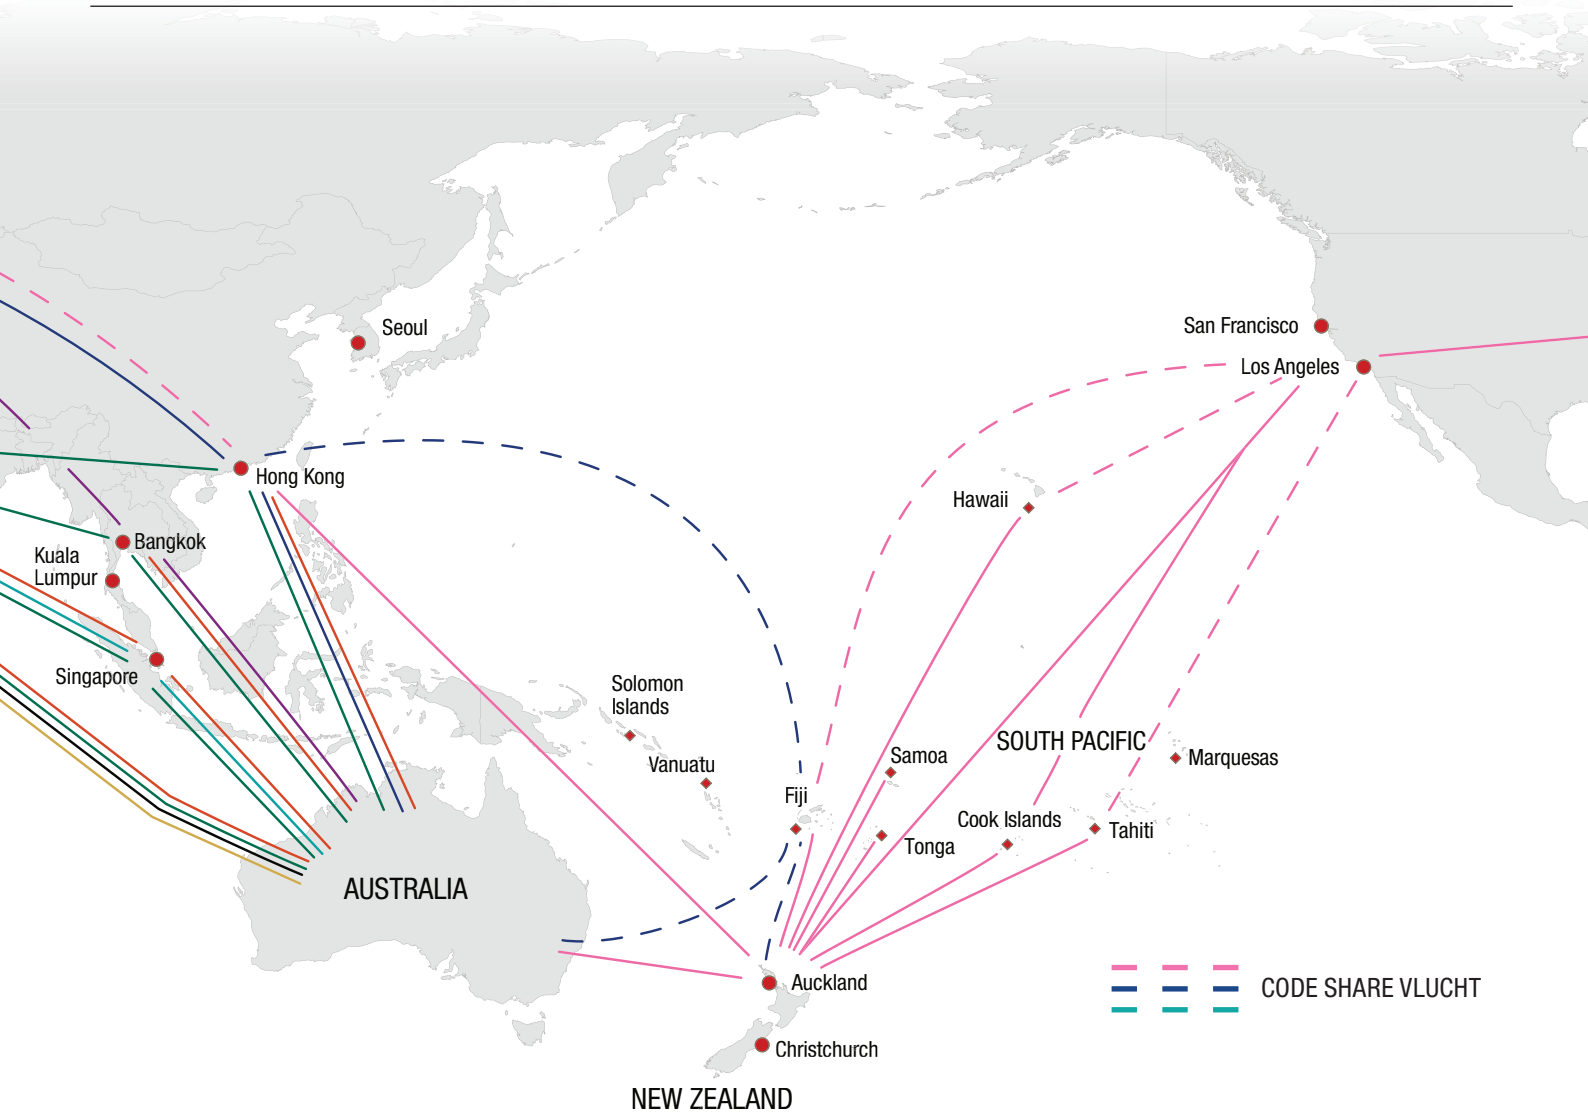 Seoul
San Francisco
Los Angeles
Hong Kong
Hawaii
Bangkok
Kuala
Lumpur
Singapore
Solomon
Islands
SOUTH PACIFIC
Samoa
Marquesas
Vanuatu
Fiji
Cook Islands
Tahiti
Tonga
AUSTRALIA
Auckland
CODE SHARE VLUCHT
Christchurch
NEW ZEALAND